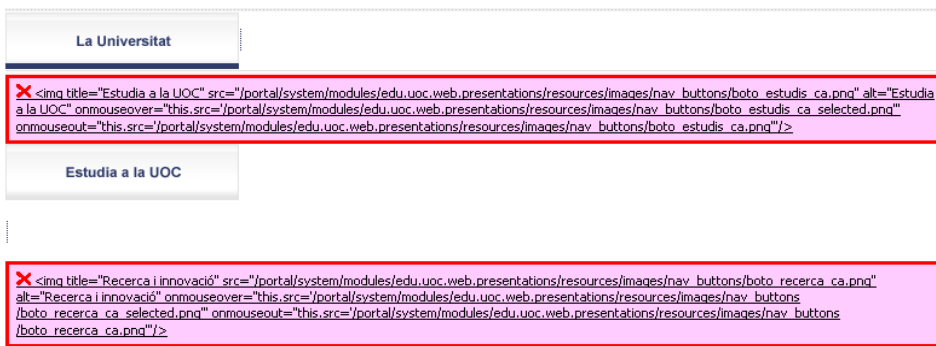 La Universitat
<img title="Estudia a la UOC" src="/portal/system/modules/edu.uoc.web.presentations/resources/images/nav_buttons/boto_estudis_ca.png" alt="Estudia
a la UOC" onmouseover="this.src='/portal/system/modules/edu.uoc.web.presentations/resources/images/nav_buttons/boto_estudis_ca_selected.png'"
onmouseout="this.src='/portal/system/modules/edu.uoc.web.presentations/resources/images/nav_buttons/boto_estudis_ca.png'"/>
Estudia a la UOC
<img title="Recerca i innovació" src="/portal/system/modules/edu.uoc.web.presentations/resources/images/nav_buttons/boto_recerca_ca.png"
alt="Recerca i innovació" onmouseover="this.src='/portal/system/modules/edu.uoc.web.presentations/resources/images/nav_buttons
/boto_recerca_ca_selected.png'" onmouseout="this.src='/portal/system/modules/edu.uoc.web.presentations/resources/images/nav_buttons
/boto_recerca_ca.png'"/>